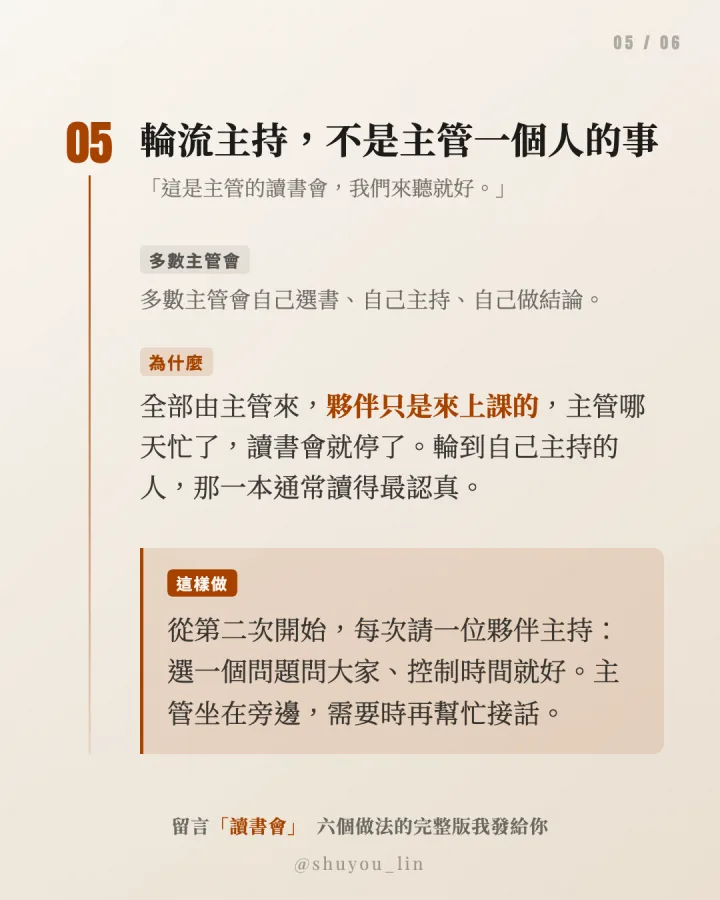 05 / 06
05 輪流主持，不是主管一個人的事
「這是主管的讀書會，我們來聽就好。」
多數主管會
多數主管會自己選書、自己主持、自己做結論。
為什麼
全部由主管來，夥伴只是來上課的，主管哪
天忙了，讀書會就停了。輪到自己主持的
人，那一本通常讀得最認真。
這樣做
從第二次開始，每次請一位夥伴主持：
選一個問題問大家、控制時間就好。主
管坐在旁邊，需要時再幫忙接話。
留言「讀書會」 六個做法的完整版我發給你
@shuyou_lin